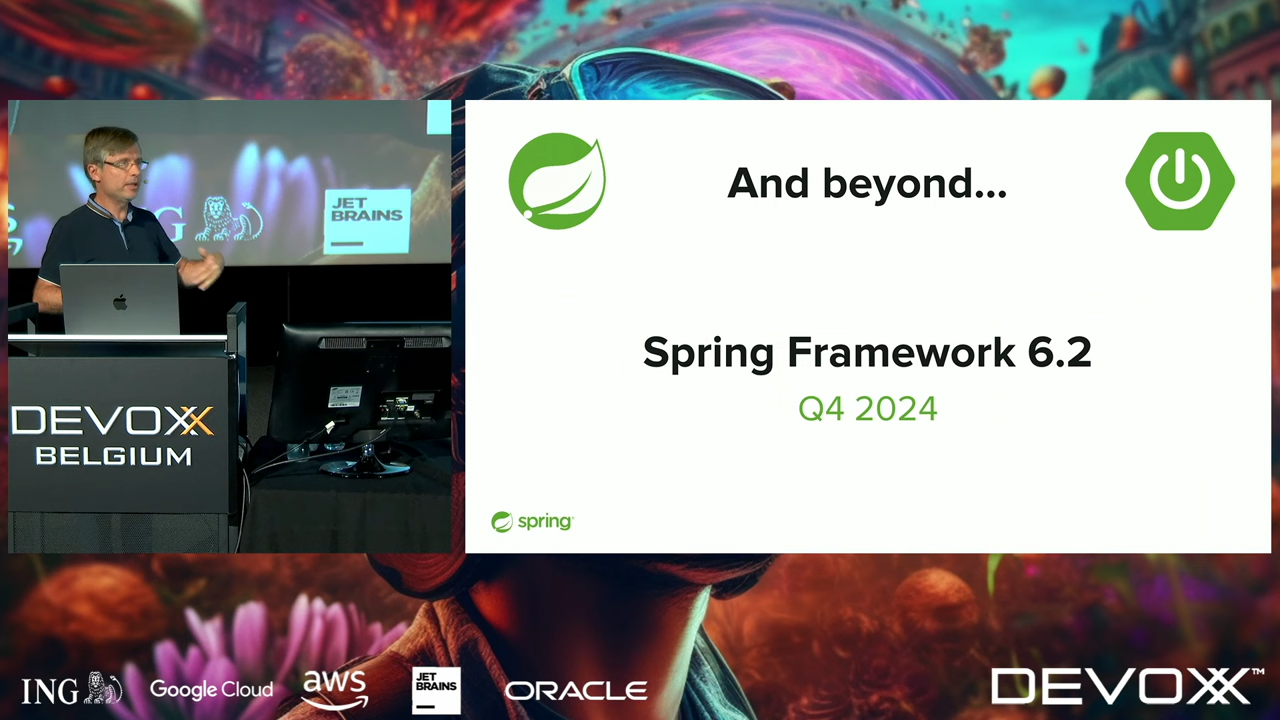 JET
BRAINS
G
DEVOXX
BELGIUM
And beyond...
Spring Framework 6.2
Q4 2024
spring
ING
Google Cloud
aws
JET
BRAINS
ORACLE
DEVOXX™